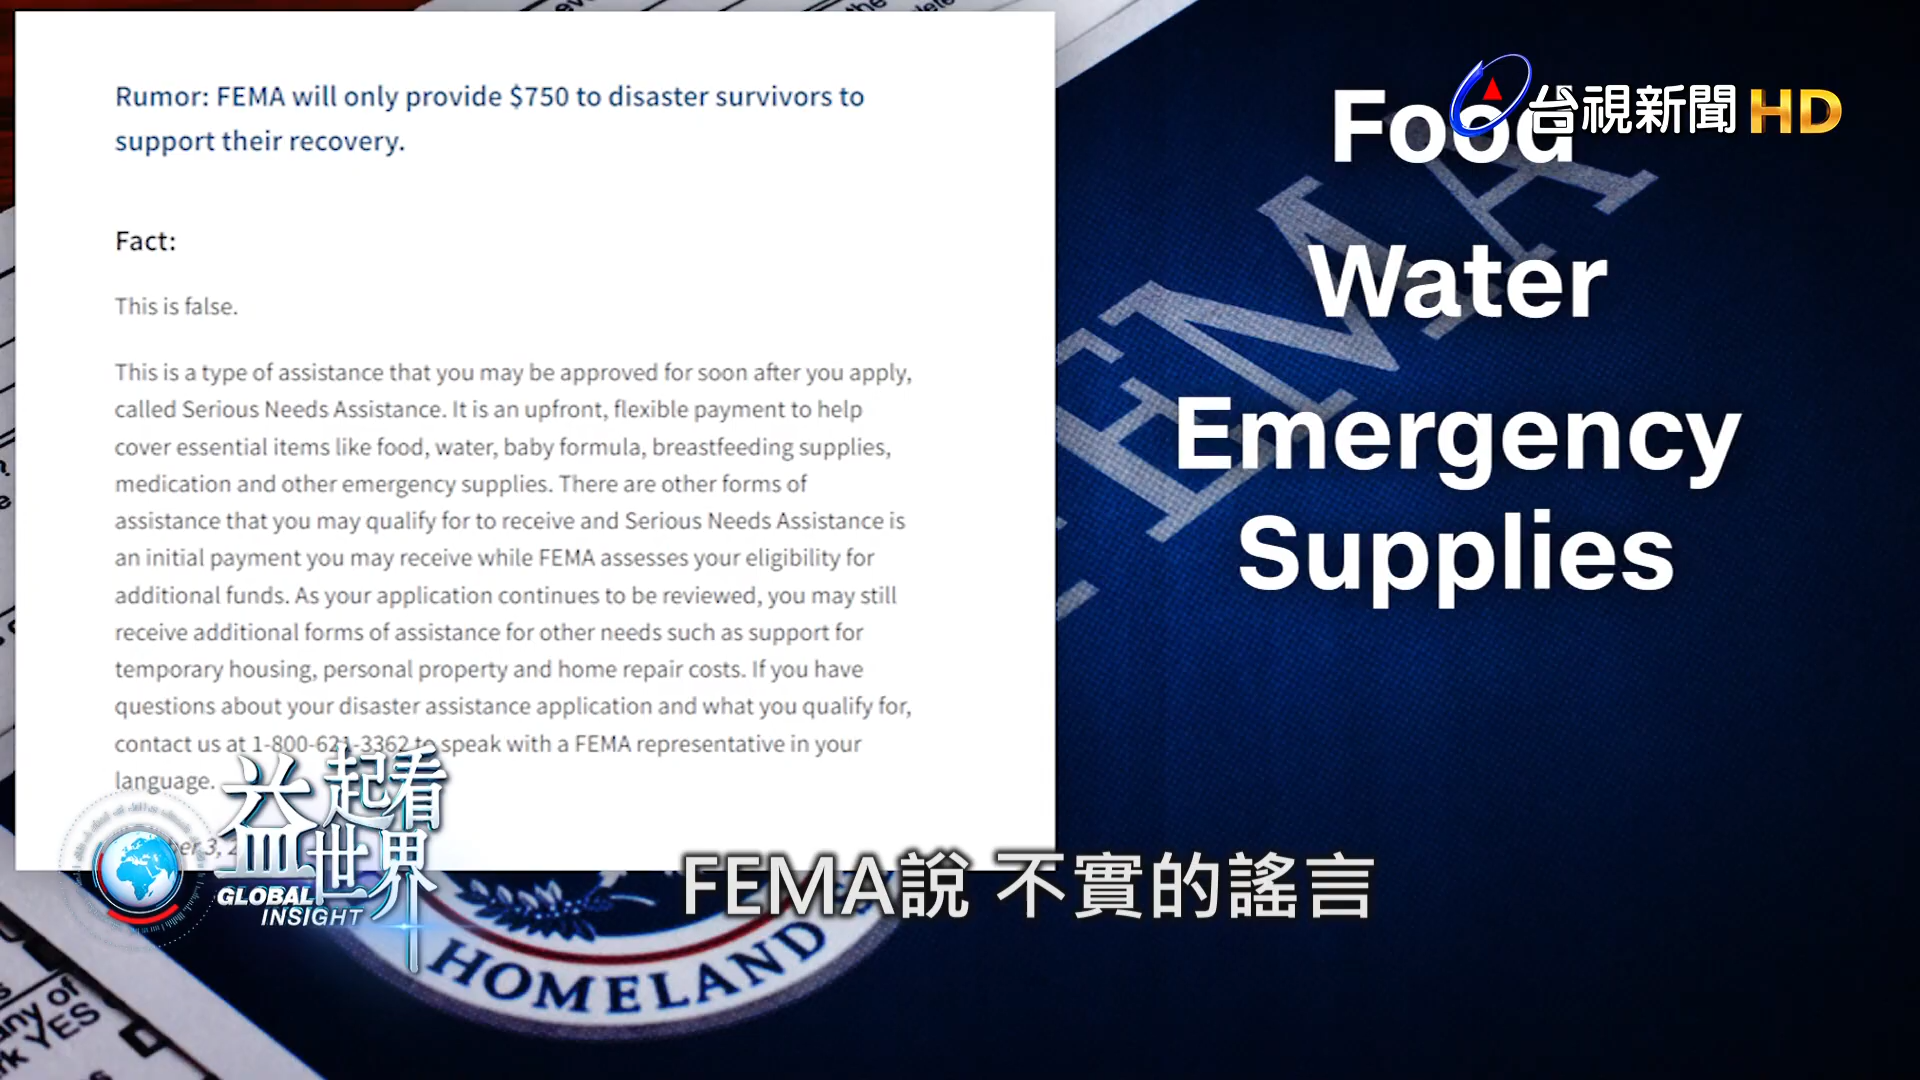 Rumor: FEMA will only provide $750 to disaster survivors to
support their recovery.
Fact:
This is false.
This is a type of assistance that you may be approved for soon after you apply,
called Serious Needs Assistance. It is an upfront, flexible payment to help
cover essential items like food, water, baby formula, breastfeeding supplies,
medication and other emergency supplies. There are other forms of
assistance that you may qualify for to receive and Serious Needs Assistance is
an initial payment you may receive while FEMA assesses your eligibility for
additional funds. As your application continues to be reviewed, you may still
receive additional forms of assistance for other needs such as support for
temporary housing, personal property and home repair costs. If you have
questions about your disaster assistance application and what you qualify for,
contact us at 1-800-621-3362 to speak with a FEMA representative in your
language.
台視新聞 HD
Food
Water
Emergency
Supplies
FEMA
益起看
世界
GLOBAL
INSIGHT
FEMA說 不實的謠言
HOMELAND
any of
YES